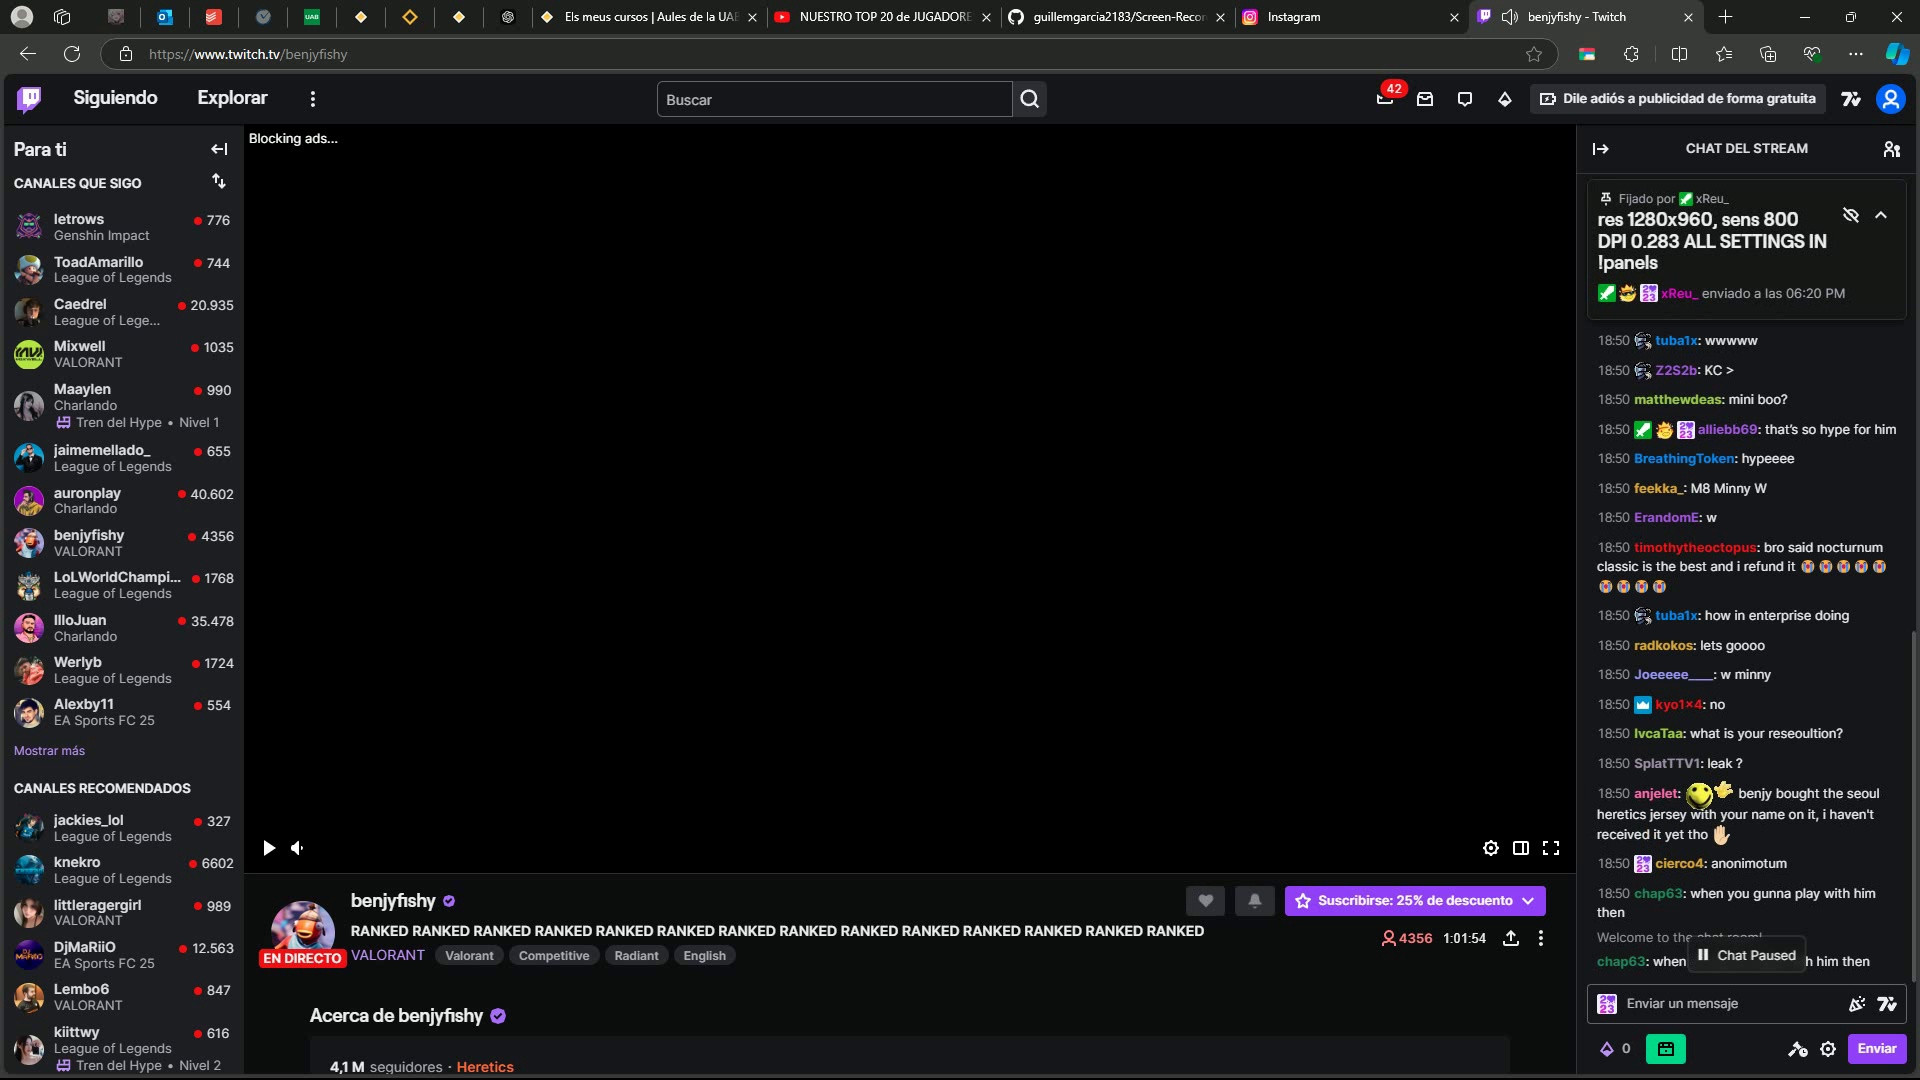 Els meus cursos | Aules de la UAB
NUESTRO TOP 20 de JUGADORE
guillemgarcia2183/Screen-Recor
Instagram
benjyfishy - Twitch
https://www.twitch.tv/benjyfishy
Siguiendo
Explorar
Buscar
42
Dile adiós a publicidad de forma gratuita
Para ti
CANALES QUE SIGO
letrows
776
Genshin Impact
ToadAmarillo
744
League of Legends
Caedrel
20.935
League of Lege...
Mixwell
1035
VALORANT
Maaylen
990
Charlando
Tren del Hype • Nivel 1
jaimemellado_
655
League of Legends
auronplay
40.602
Charlando
benjyfishy
4356
VALORANT
LoLWorldChampi...
1768
League of Legends
IlloJuan
35.478
Charlando
Werlyb
1724
League of Legends
Alexby11
554
EA Sports FC 25
Mostrar más
CANALES RECOMENDADOS
jackies_lol
327
League of Legends
knekro
6602
League of Legends
littleragergirl
989
VALORANT
DjMaRiiO
12.563
EA Sports FC 25
Lembo6
847
VALORANT
kiittwy
616
League of Legends
Tren del Hype • Nivel 2
Blocking ads...
benjyfishy
Suscribirse: 25% de descuento
RANKED RANKED RANKED RANKED RANKED RANKED RANKED RANKED RANKED RANKED RANKED RANKED RANKED RANKED
4356 1:01:54
EN DIRECTO
VALORANT Valorant Competitive Radiant English
Acerca de benjyfishy
4,1 M seguidores · Heretics
CHAT DEL STREAM
Fijado por xReu_
res 1280x960, sens 800
DPI 0.283 ALL SETTINGS IN
!panels
xReu_ enviado a las 06:20 PM
18:50 tuba1x: wwwww
18:50 Z2S2b: KC >
18:50 matthewdeas: mini boo?
18:50 alliebb69: that's so hype for him
18:50 BreathingToken: hypeeee
18:50 feekka_: M8 Minny W
18:50 ErandomE: w
18:50 timothytheoctopus: bro said nocturnum
classic is the best and i refund it 😭😭😭😭😭
😭😭😭😭
18:50 tuba1x: how in enterprise doing
18:50 radkokos: lets goooo
18:50 Joeeeee____: w minny
18:50 kyo1x4: no
18:50 IvcaTaa: what is your reseoultion?
18:50 SplatTTV1: leak ?
18:50 anjelet: benjy bought the seoul
heretics jersey with your name on it, i haven't
received it yet tho
18:50 cierco4: anonimotum
18:50 chap63: when you gunna play with him
then
Welcome to the chat room!
chap63: when
h him then
Chat Paused
Enviar un mensaje
0
Enviar